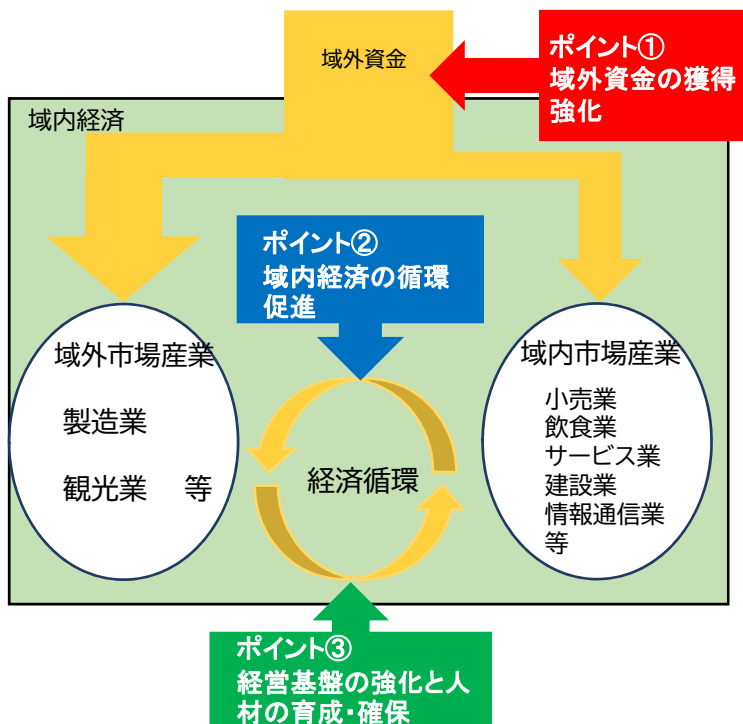 域外資金
ポイント①
域外資金の獲得
強化
域内経済
ポイント②
域内経済の循環
促進
域外市場産業
製造業
観光業　等
経済循環
域内市場産業
小売業
飲食業
サービス業
建設業
情報通信業
等
ポイント③
経営基盤の強化と人
材の育成・確保